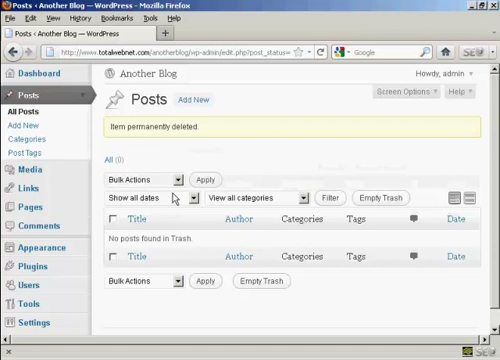 Posts ‹ Another Blog — WordPress - Mozilla Firefox
File Edit View History Bookmarks Tools Help
Posts ‹ Another Blog — WordPress
http://www.totalwebnet.com/anotherblog/wp-admin/edit.php?post_status=
Google
Dashboard
Posts
All Posts
Add New
Categories
Post Tags
Media
Links
Pages
Comments
Appearance
Plugins
Users
Tools
Settings
Another Blog
Howdy, admin
Screen Options
Help
Posts
Add New
Item permanently deleted.
All (0)
Bulk Actions Apply
Show all dates View all categories Filter Empty Trash
Title Author Categories Tags Date
No posts found in Trash.
Title Author Categories Tags Date
Bulk Actions Apply Empty Trash